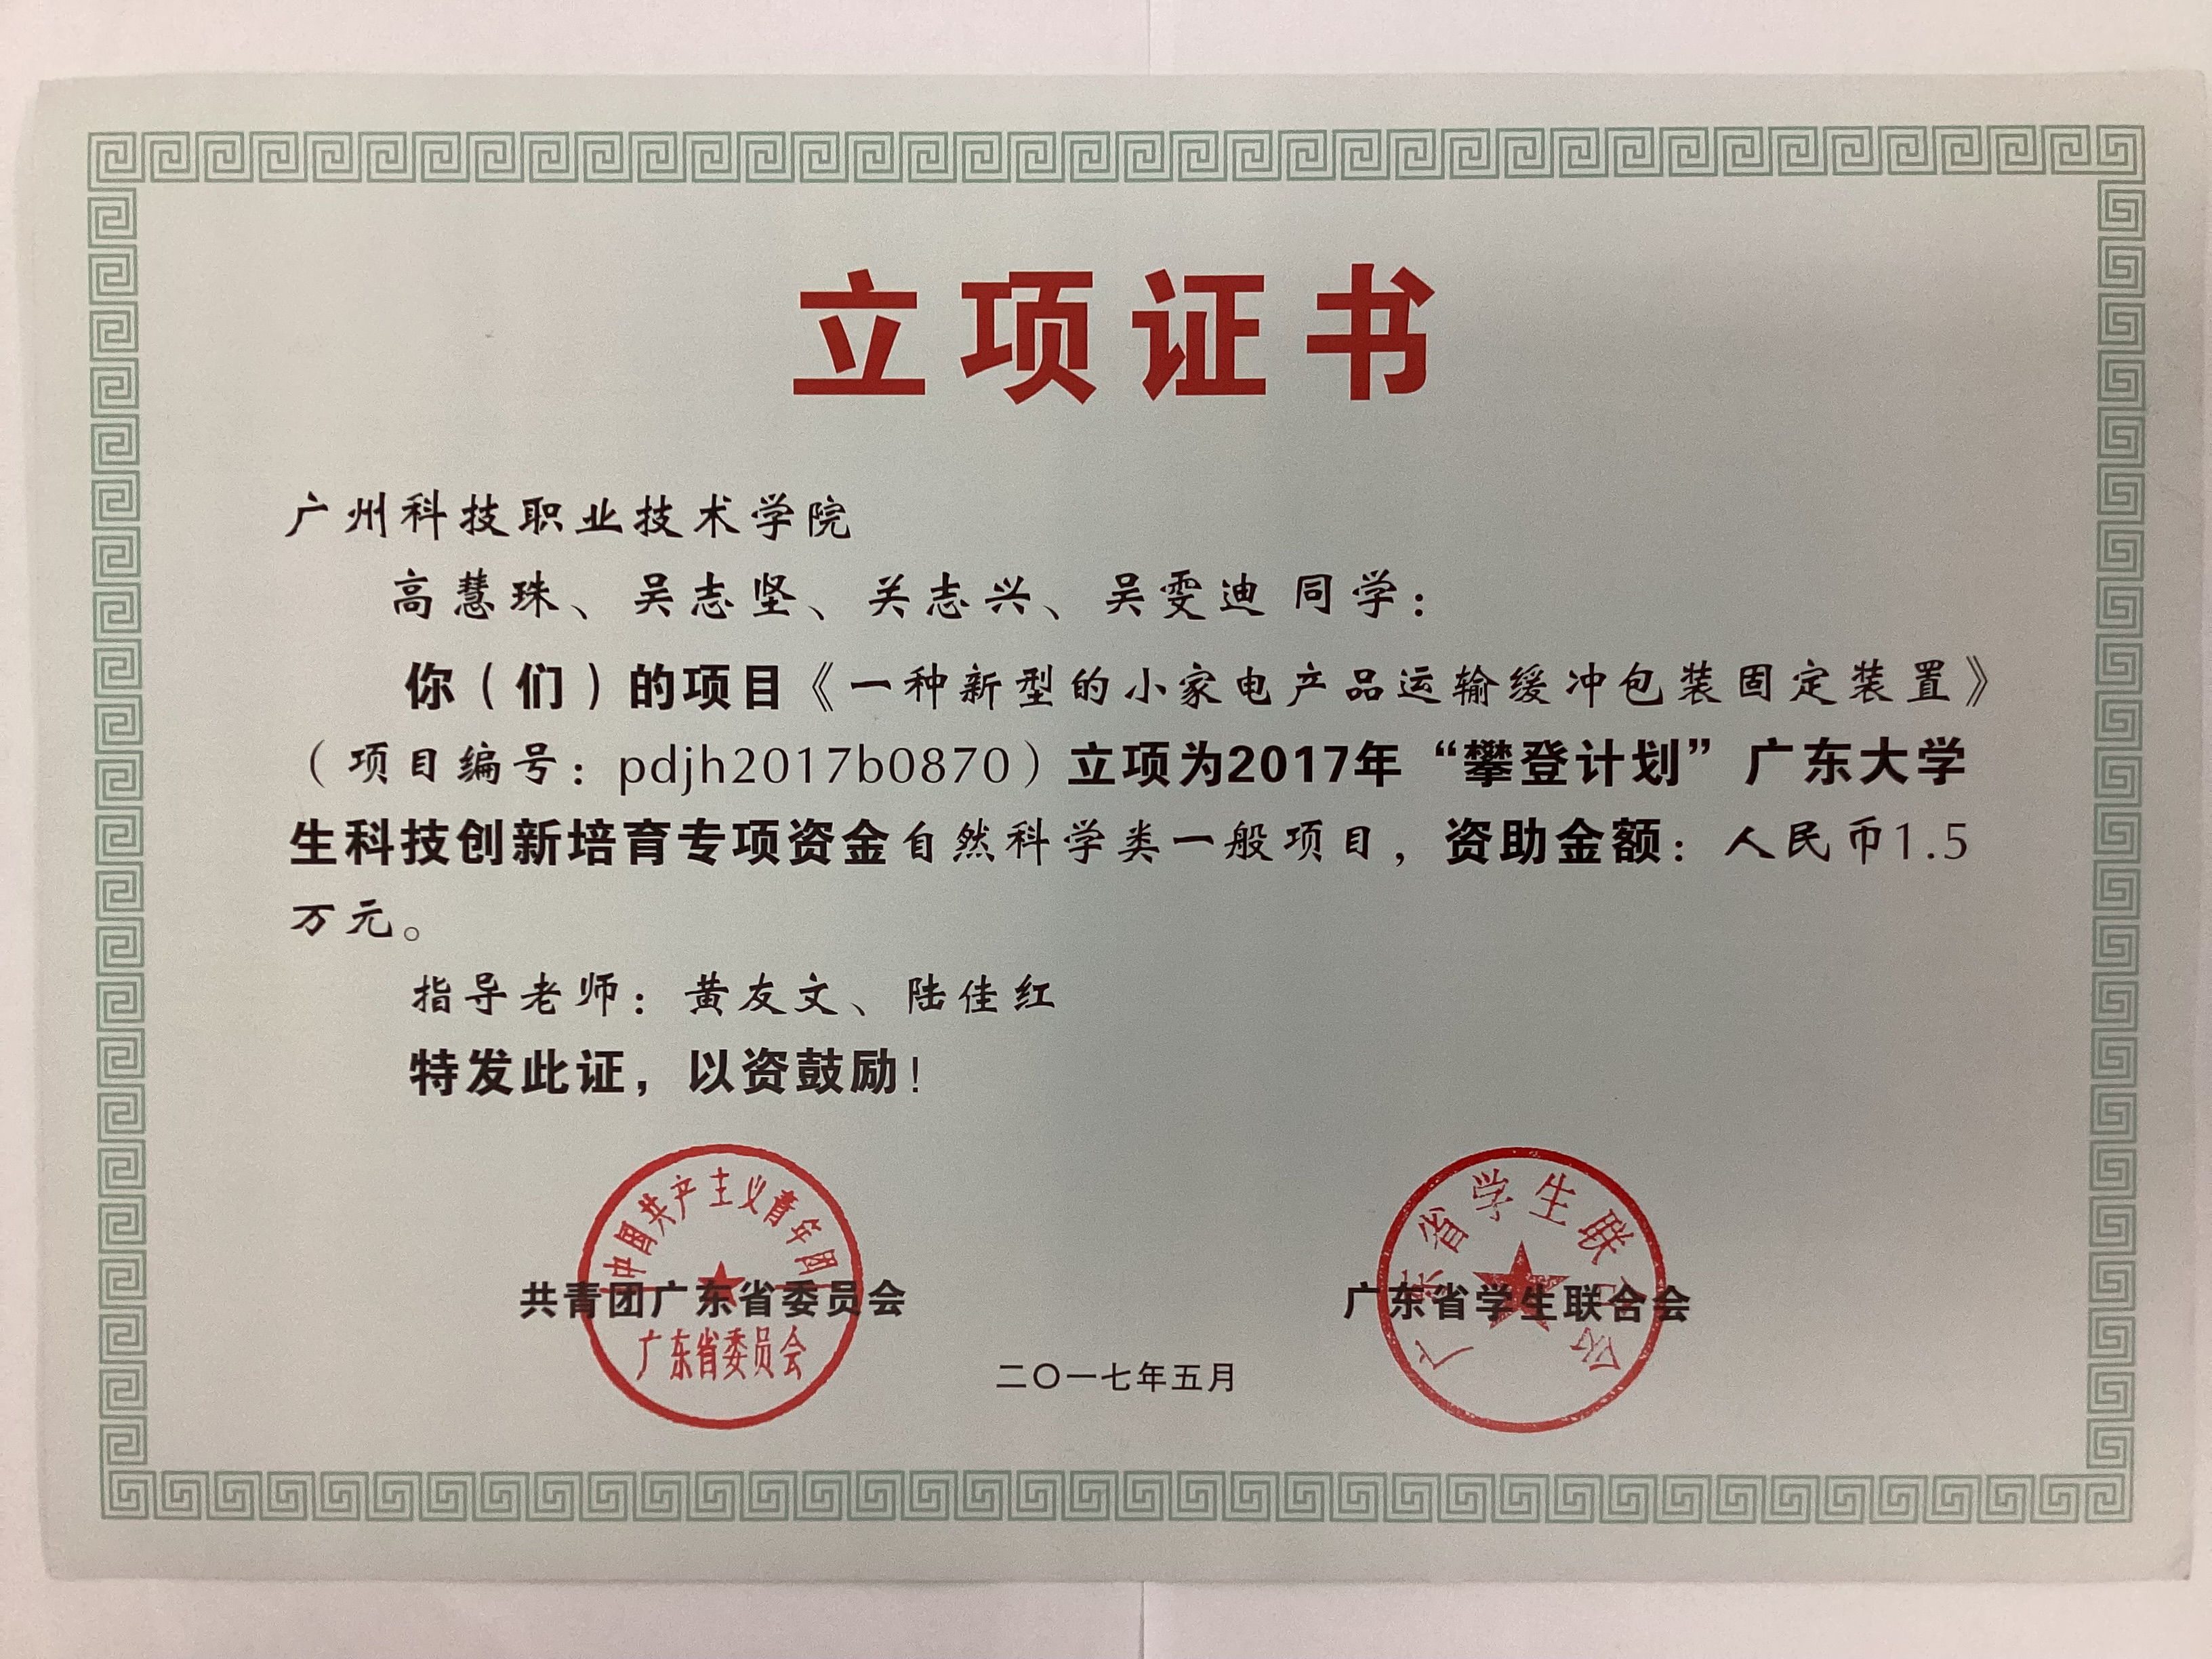 立项证书
广州科技职业技术学院
高慧珠、吴志坚、关志兴、吴雯迪 同学：
你（们）的项目《一种新型的小家电产品运输缓冲包装固定装置》
（项目编号：pdjh2017b0870）立项为2017年“攀登计划”广东大学
生科技创新培育专项资金自然科学类一般项目，资助金额：人民币1.5
万元。
指导老师：黄友文、陆佳红
特发此证，以资鼓励！
中国共产主义青年团
共青团广东省委员会
广东省委员会
广东省学生联合会
广东省学生联合会
二〇一七年五月